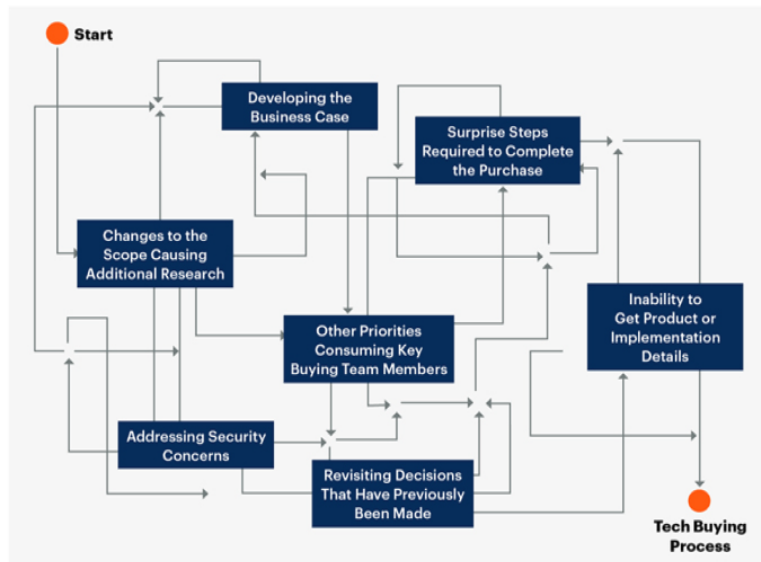 Start
Developing the
Business Case
Surprise Steps
Required to Complete
the Purchase
Changes to the
Scope Causing
Additional Research
Inability to
Get Product or
Implementation
Details
Other Priorities
Consuming Key
Buying Team Members
Addressing Security
Concerns
Revisiting Decisions
That Have Previously
Been Made
Tech Buying
Process